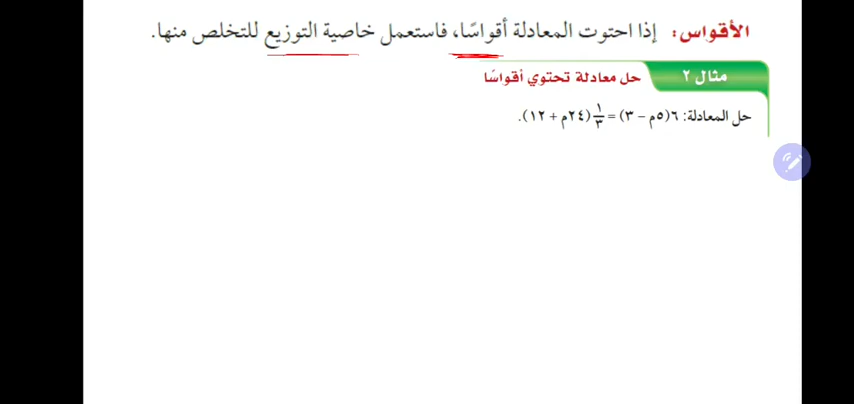 الأقواس: إذا احتوت المعادلة أقواسًا، فاستعمل خاصية التوزيع للتخلص منها.
مثال ٢ حل معادلة تحتوي أقواسًا
حل المعادلة: ٦(٥م − ٣) = ١/٣ (٢٤م + ١٢).